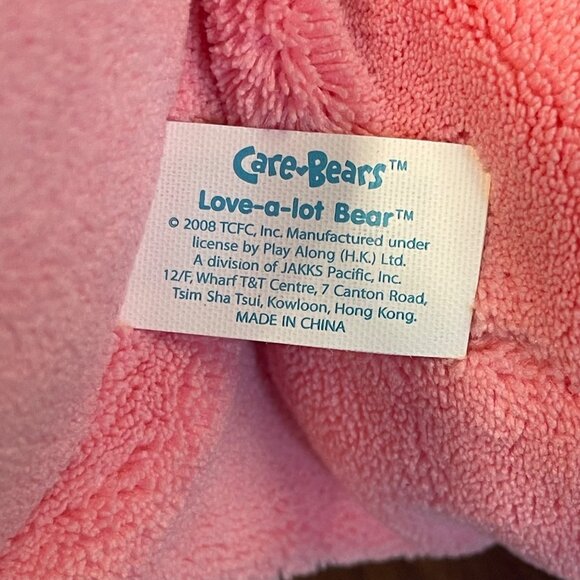 Care Bears™
Love-a-lot Bear™
© 2008 TCFC, Inc. Manufactured under
license by Play Along (H.K.) Ltd.
A division of JAKKS Pacific, Inc.
12/F, Wharf T&T Centre, 7 Canton Road,
Tsim Sha Tsui, Kowloon, Hong Kong.
MADE IN CHINA